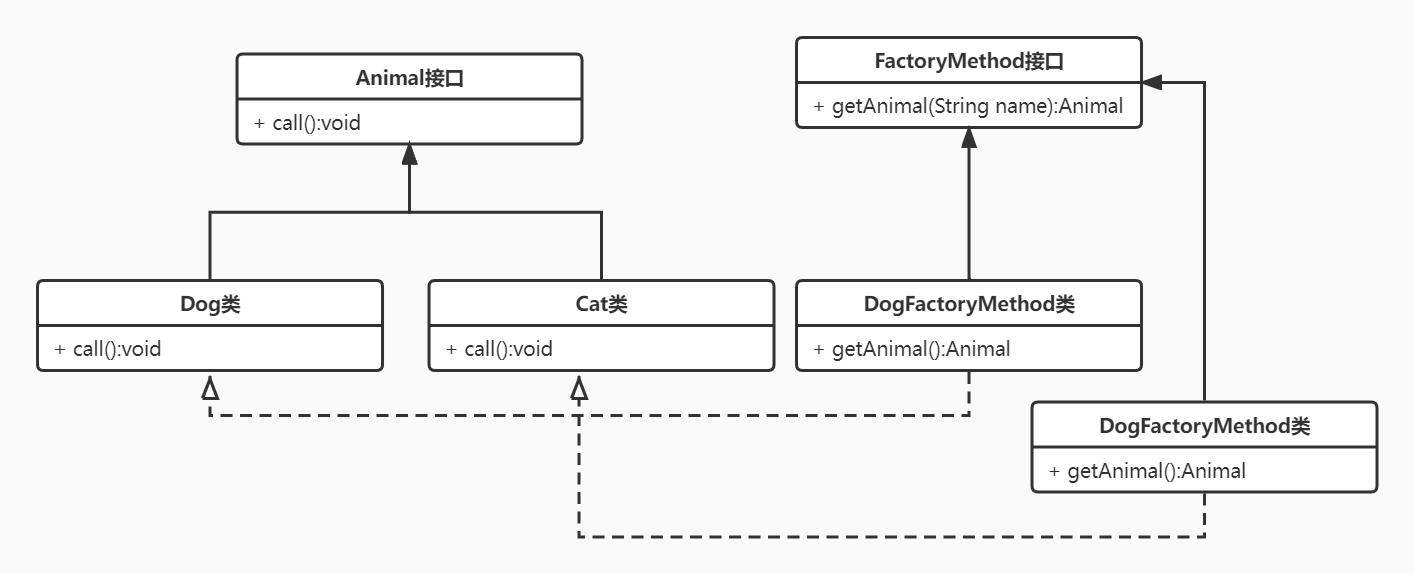 Animal接口
+ call():void
FactoryMethod接口
+ getAnimal(String name):Animal
Dog类
+ call():void
Cat类
+ call():void
DogFactoryMethod类
+ getAnimal():Animal
DogFactoryMethod类
+ getAnimal():Animal